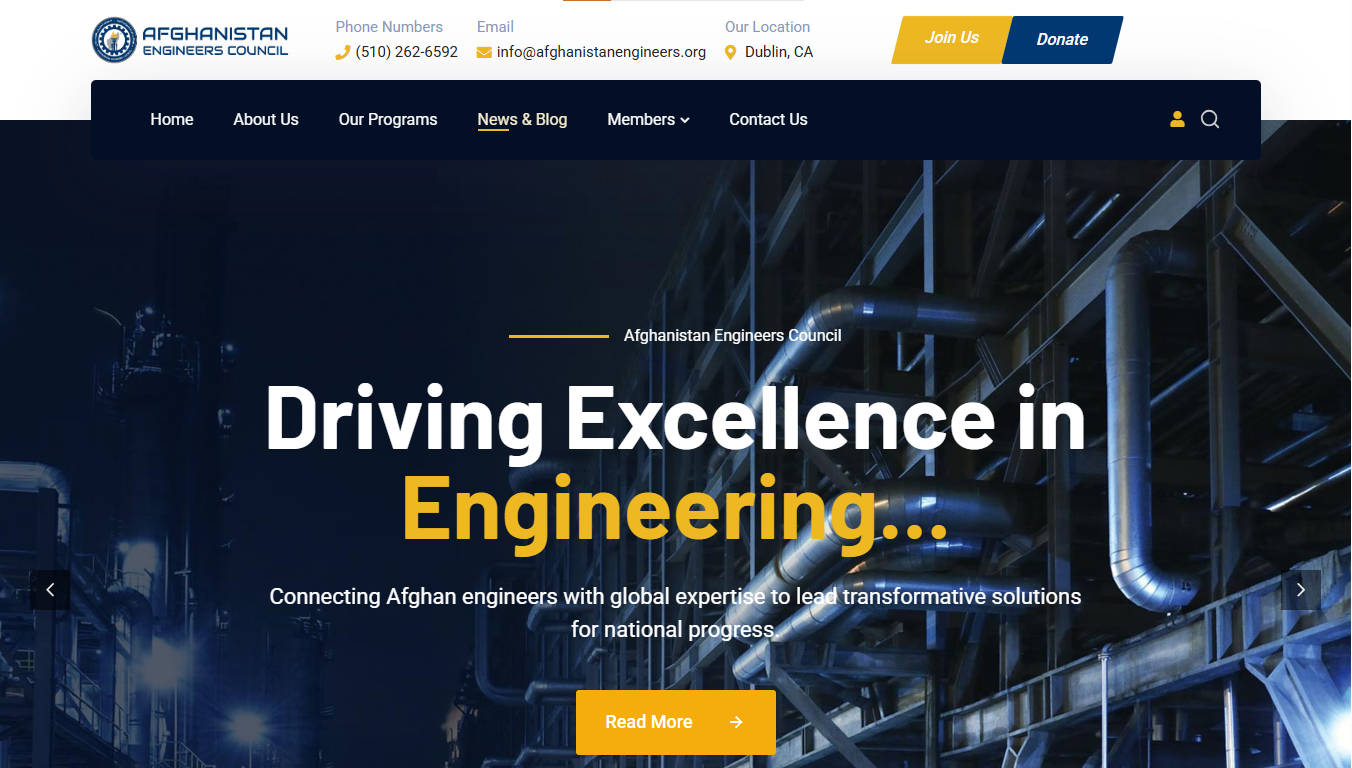 AFGHANISTAN
ENGINEERS COUNCIL
Phone Numbers
(510) 262-6592
Email
info@afghanistanengineers.org
Our Location
Dublin, CA
Join Us
Donate
Home
About Us
Our Programs
News & Blog
Members
Contact Us
Afghanistan Engineers Council
Driving Excellence in
Engineering...
Connecting Afghan engineers with global expertise to lead transformative solutions
for national progress.
Read More